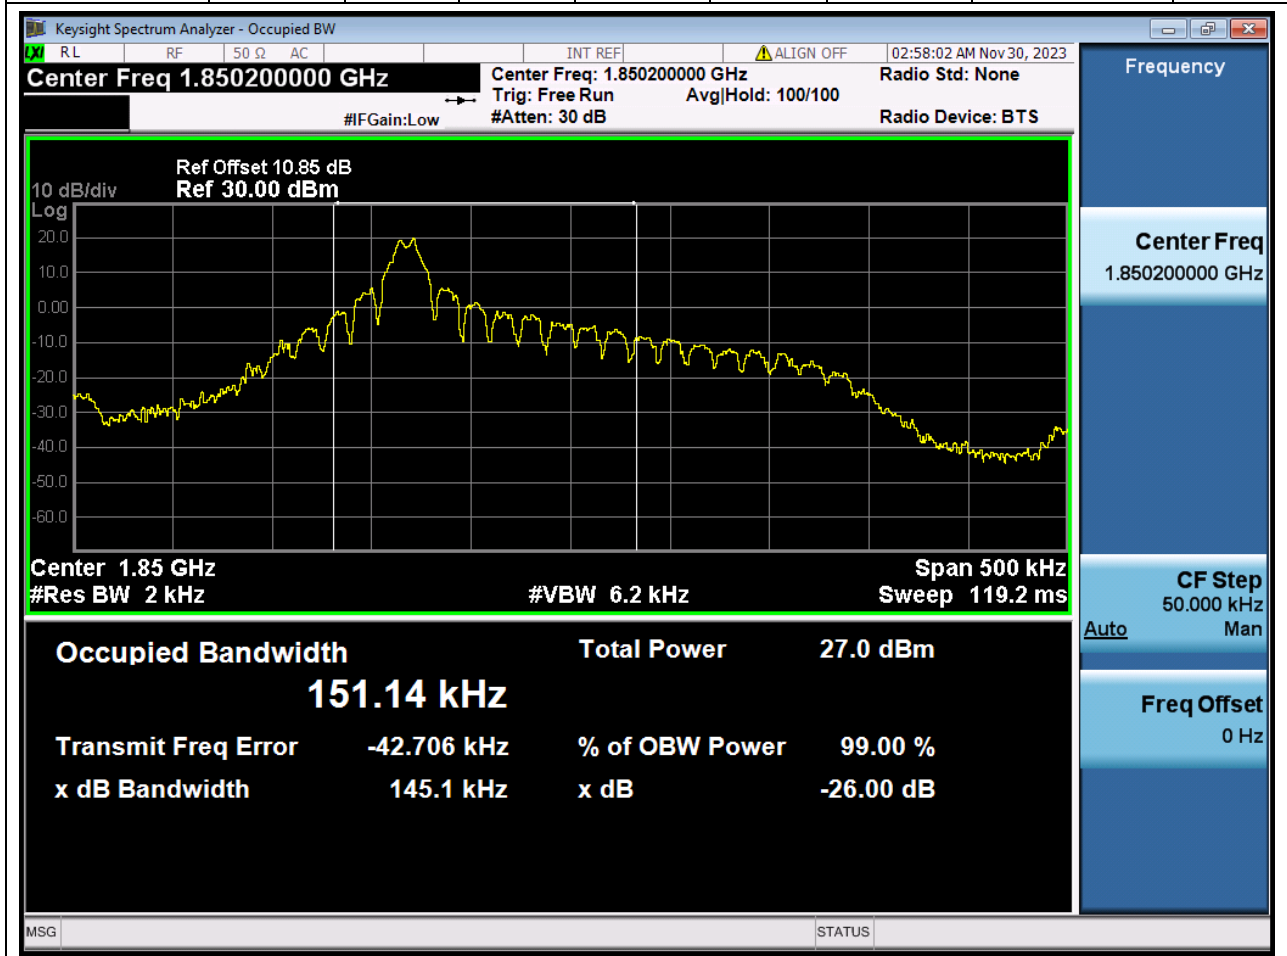 Keysight Spectrum Analyzer - Occupied BW
LXI RL RF 50 Ω AC INT REF ALIGN OFF 02:58:02 AM Nov 30, 2023
Center Freq 1.850200000 GHz
Center Freq: 1.850200000 GHz
Radio Std: None
Trig: Free Run Avg|Hold: 100/100
#IFGain:Low
#Atten: 30 dB
Radio Device: BTS
Ref Offset 10.85 dB
10 dB/div Ref 30.00 dBm
Log
20.0
10.0
0.00
-10.0
-20.0
-30.0
-40.0
-50.0
-60.0
Center 1.85 GHz Span 500 kHz
#Res BW 2 kHz #VBW 6.2 kHz Sweep 119.2 ms
Occupied Bandwidth Total Power 27.0 dBm
151.14 kHz
Transmit Freq Error -42.706 kHz % of OBW Power 99.00 %
x dB Bandwidth 145.1 kHz x dB -26.00 dB
MSG STATUS
Frequency
Center Freq
1.850200000 GHz
CF Step
50.000 kHz
Auto Man
Freq Offset
0 Hz